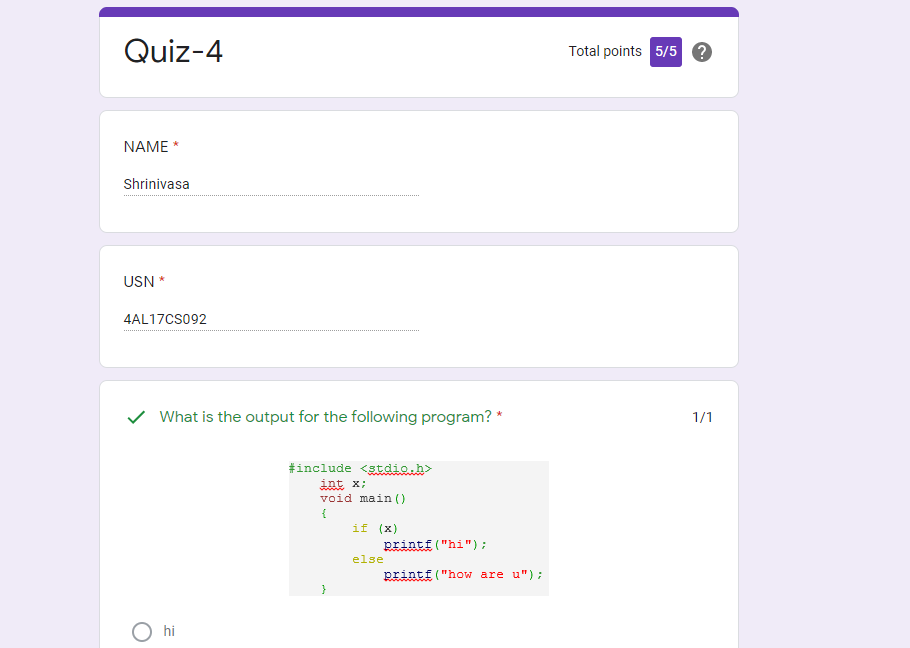 Quiz-4
Total points 5/5 ?
NAME *
Shrinivasa
USN *
4AL17CS092
What is the output for the following program? * 1/1
#include <stdio.h>
int x;
void main()
{
if (x)
printf("hi");
else
printf("how are u");
}
hi